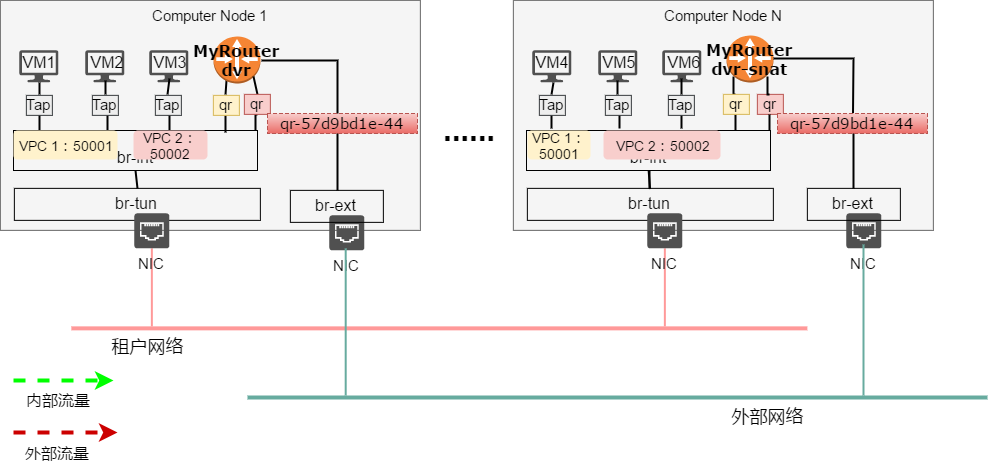 Computer Node 1
VM1
VM2
VM3
MyRouter
dvr
Tap
Tap
Tap
qr
qr
qr-57d9bd1e-44
VPC 1：50001
VPC 2：
50002
br-int
br-tun
br-ext
NIC
NIC
......
Computer Node N
VM4
VM5
VM6
MyRouter
dvr-snat
Tap
Tap
Tap
qr
qr
qr-57d9bd1e-44
VPC 1：
50001
VPC 2：50002
br-int
br-tun
br-ext
NIC
NIC
租户网络
内部流量
外部网络
外部流量